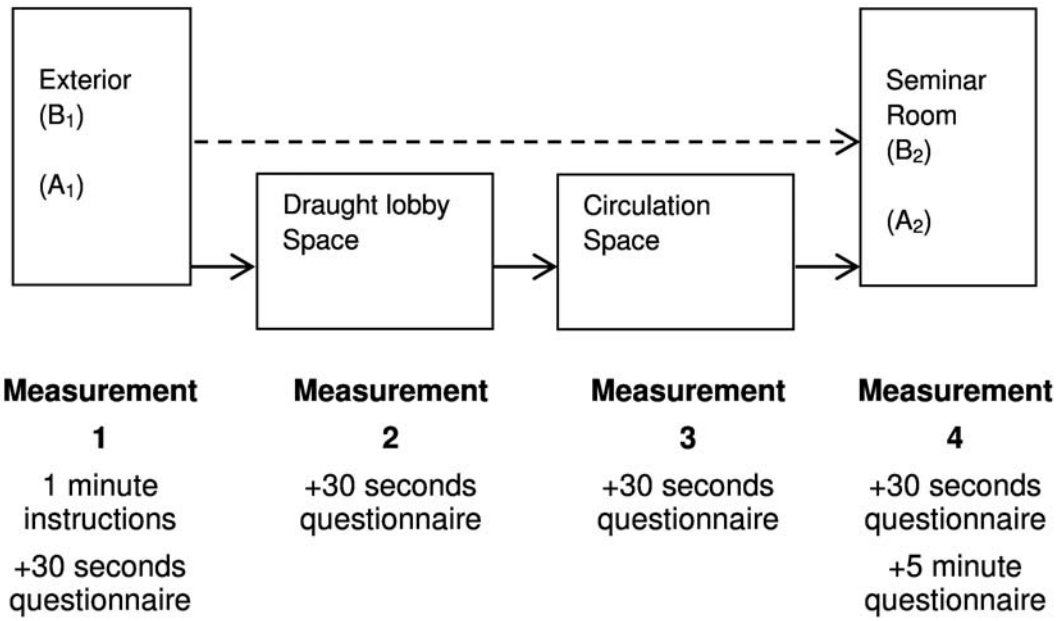 Exterior
(B₁)
(A₁)
Draught lobby
Space
Circulation
Space
Seminar
Room
(B₂)
(A₂)
Measurement
1
1 minute
instructions
+30 seconds
questionnaire
Measurement
2
+30 seconds
questionnaire
Measurement
3
+30 seconds
questionnaire
Measurement
4
+30 seconds
questionnaire
+5 minute
questionnaire